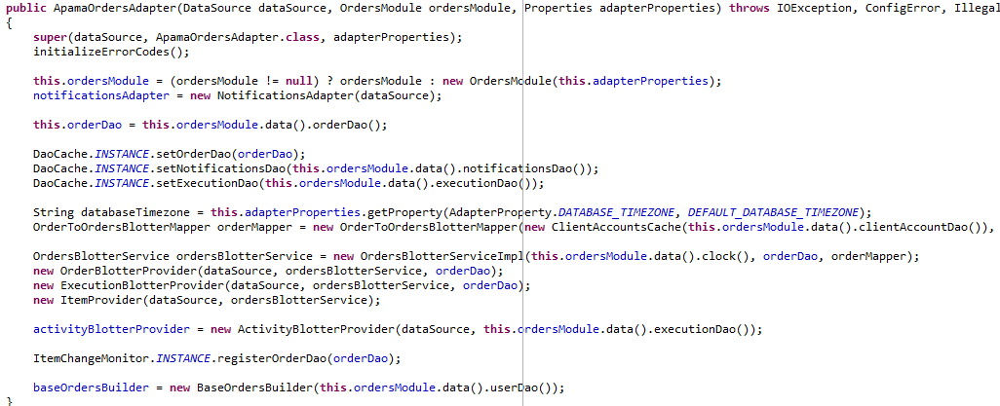 public ApamaOrdersAdapter(DataSource dataSource, OrdersModule ordersModule, Properties adapterProperties) throws IOException, ConfigError, Illegal
{
super(dataSource, ApamaOrdersAdapter.class, adapterProperties);
initializeErrorCodes();
this.ordersModule = (ordersModule != null) ? ordersModule : new OrdersModule(this.adapterProperties);
notificationsAdapter = new NotificationsAdapter(dataSource);
this.orderDao = this.ordersModule.data().orderDao();
DaoCache.INSTANCE.setOrderDao(orderDao);
DaoCache.INSTANCE.setNotificationsDao(this.ordersModule.data().notificationsDao());
DaoCache.INSTANCE.setExecutionDao(this.ordersModule.data().executionDao());
String databaseTimezone = this.adapterProperties.getProperty(AdapterProperty.DATABASE_TIMEZONE, DEFAULT_DATABASE_TIMEZONE);
OrderToOrdersBlotterMapper orderMapper = new OrderToOrdersBlotterMapper(new ClientAccountsCache(this.ordersModule.data().clientAccountDao()),
OrdersBlotterService ordersBlotterService = new OrdersBlotterServiceImpl(this.ordersModule.data().clock(), orderDao, orderMapper);
new OrderBlotterProvider(dataSource, ordersBlotterService, orderDao);
new ExecutionBlotterProvider(dataSource, ordersBlotterService, orderDao);
new ItemProvider(dataSource, ordersBlotterService);
activityBlotterProvider = new ActivityBlotterProvider(dataSource, this.ordersModule.data().executionDao());
ItemChangeMonitor.INSTANCE.registerOrderDao(orderDao);
baseOrdersBuilder = new BaseOrdersBuilder(this.ordersModule.data().userDao());
}